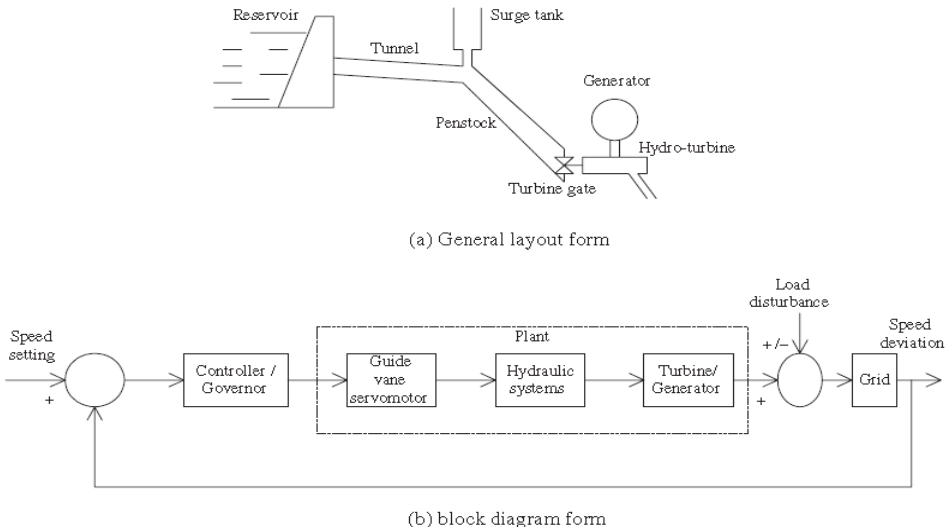 Reservoir
Surge tank
Tunnel
Generator
Penstock
Hydro-turbine
Turbine gate
(a) General layout form
Load
disturbance
Speed
setting
Plant
Speed
deviation
+/−
Controller /
Governor
Guide
vane
servomotor
Hydraulic
systems
Turbine/
Generator
Grid
+
+
(b) block diagram form